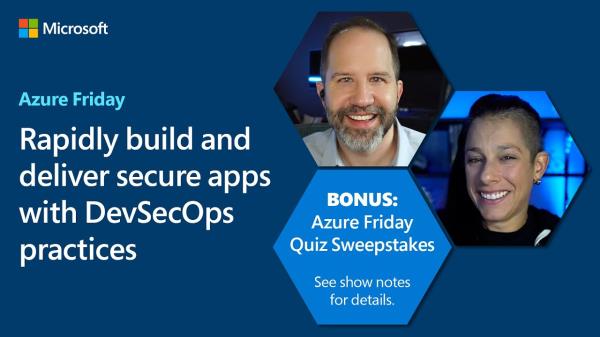 Microsoft
Azure Friday
Rapidly build and
deliver secure apps
with DevSecOps
practices
BONUS:
Azure Friday
Quiz Sweepstakes
See show notes
for details.